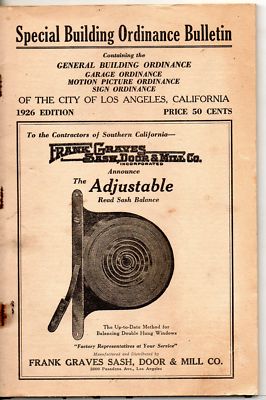 Special Building Ordinance Bulletin
Containing the
GENERAL BUILDING ORDINANCE
GARAGE ORDINANCE
MOTION PICTURE ORDINANCE
SIGN ORDINANCE
OF THE CITY OF LOS ANGELES, CALIFORNIA
1926 EDITION PRICE 50 CENTS
To the Contractors of Southern California—
FRANK GRAVES
SASH, DOOR & MILL CO.
INCORPORATED
Announce
The Adjustable
Read Sash Balance
The Up-to-Date Method for
Balancing Double Hung Windows
"Factory Representatives at Your Service"
Manufactured and Distributed by
FRANK GRAVES SASH, DOOR & MILL CO.
Pasadena Ave., Los Angeles